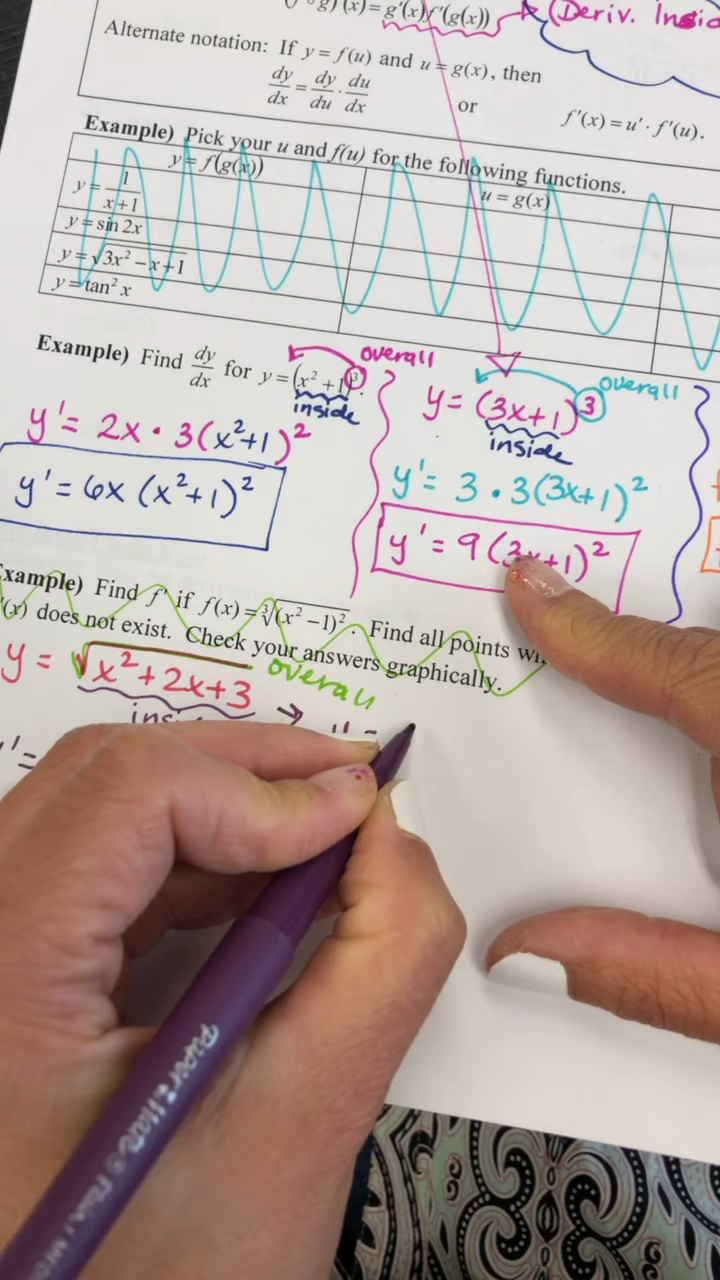 g) (x) = g'(x) f'(g(x)) (Deriv. Insid
Alternate notation: If y = f(u) and u = g(x), then
dy/dx = dy/du · du/dx or f'(x) = u' · f'(u).
Example) Pick your u and f(u) for the following functions.
y = f(g(x)) u = g(x)
y = 1/(x+1)
y = sin 2x
y = √(3x² − x + 1)
y = tan² x
Example) Find dy/dx for y = (x² + 1)³.
overall
inside
y' = 2x • 3(x²+1)²
y' = 6x (x²+1)²
overall
y = (3x+1)³
inside
y' = 3 • 3(3x+1)²
y' = 9(3x+1)²
xample) Find f' if f(x) = ∛(x² − 1)². Find all points
'(x) does not exist. Check your answers graphically.
y = √x²+2x+3 overall
→ y =
'=
Paper:Mate